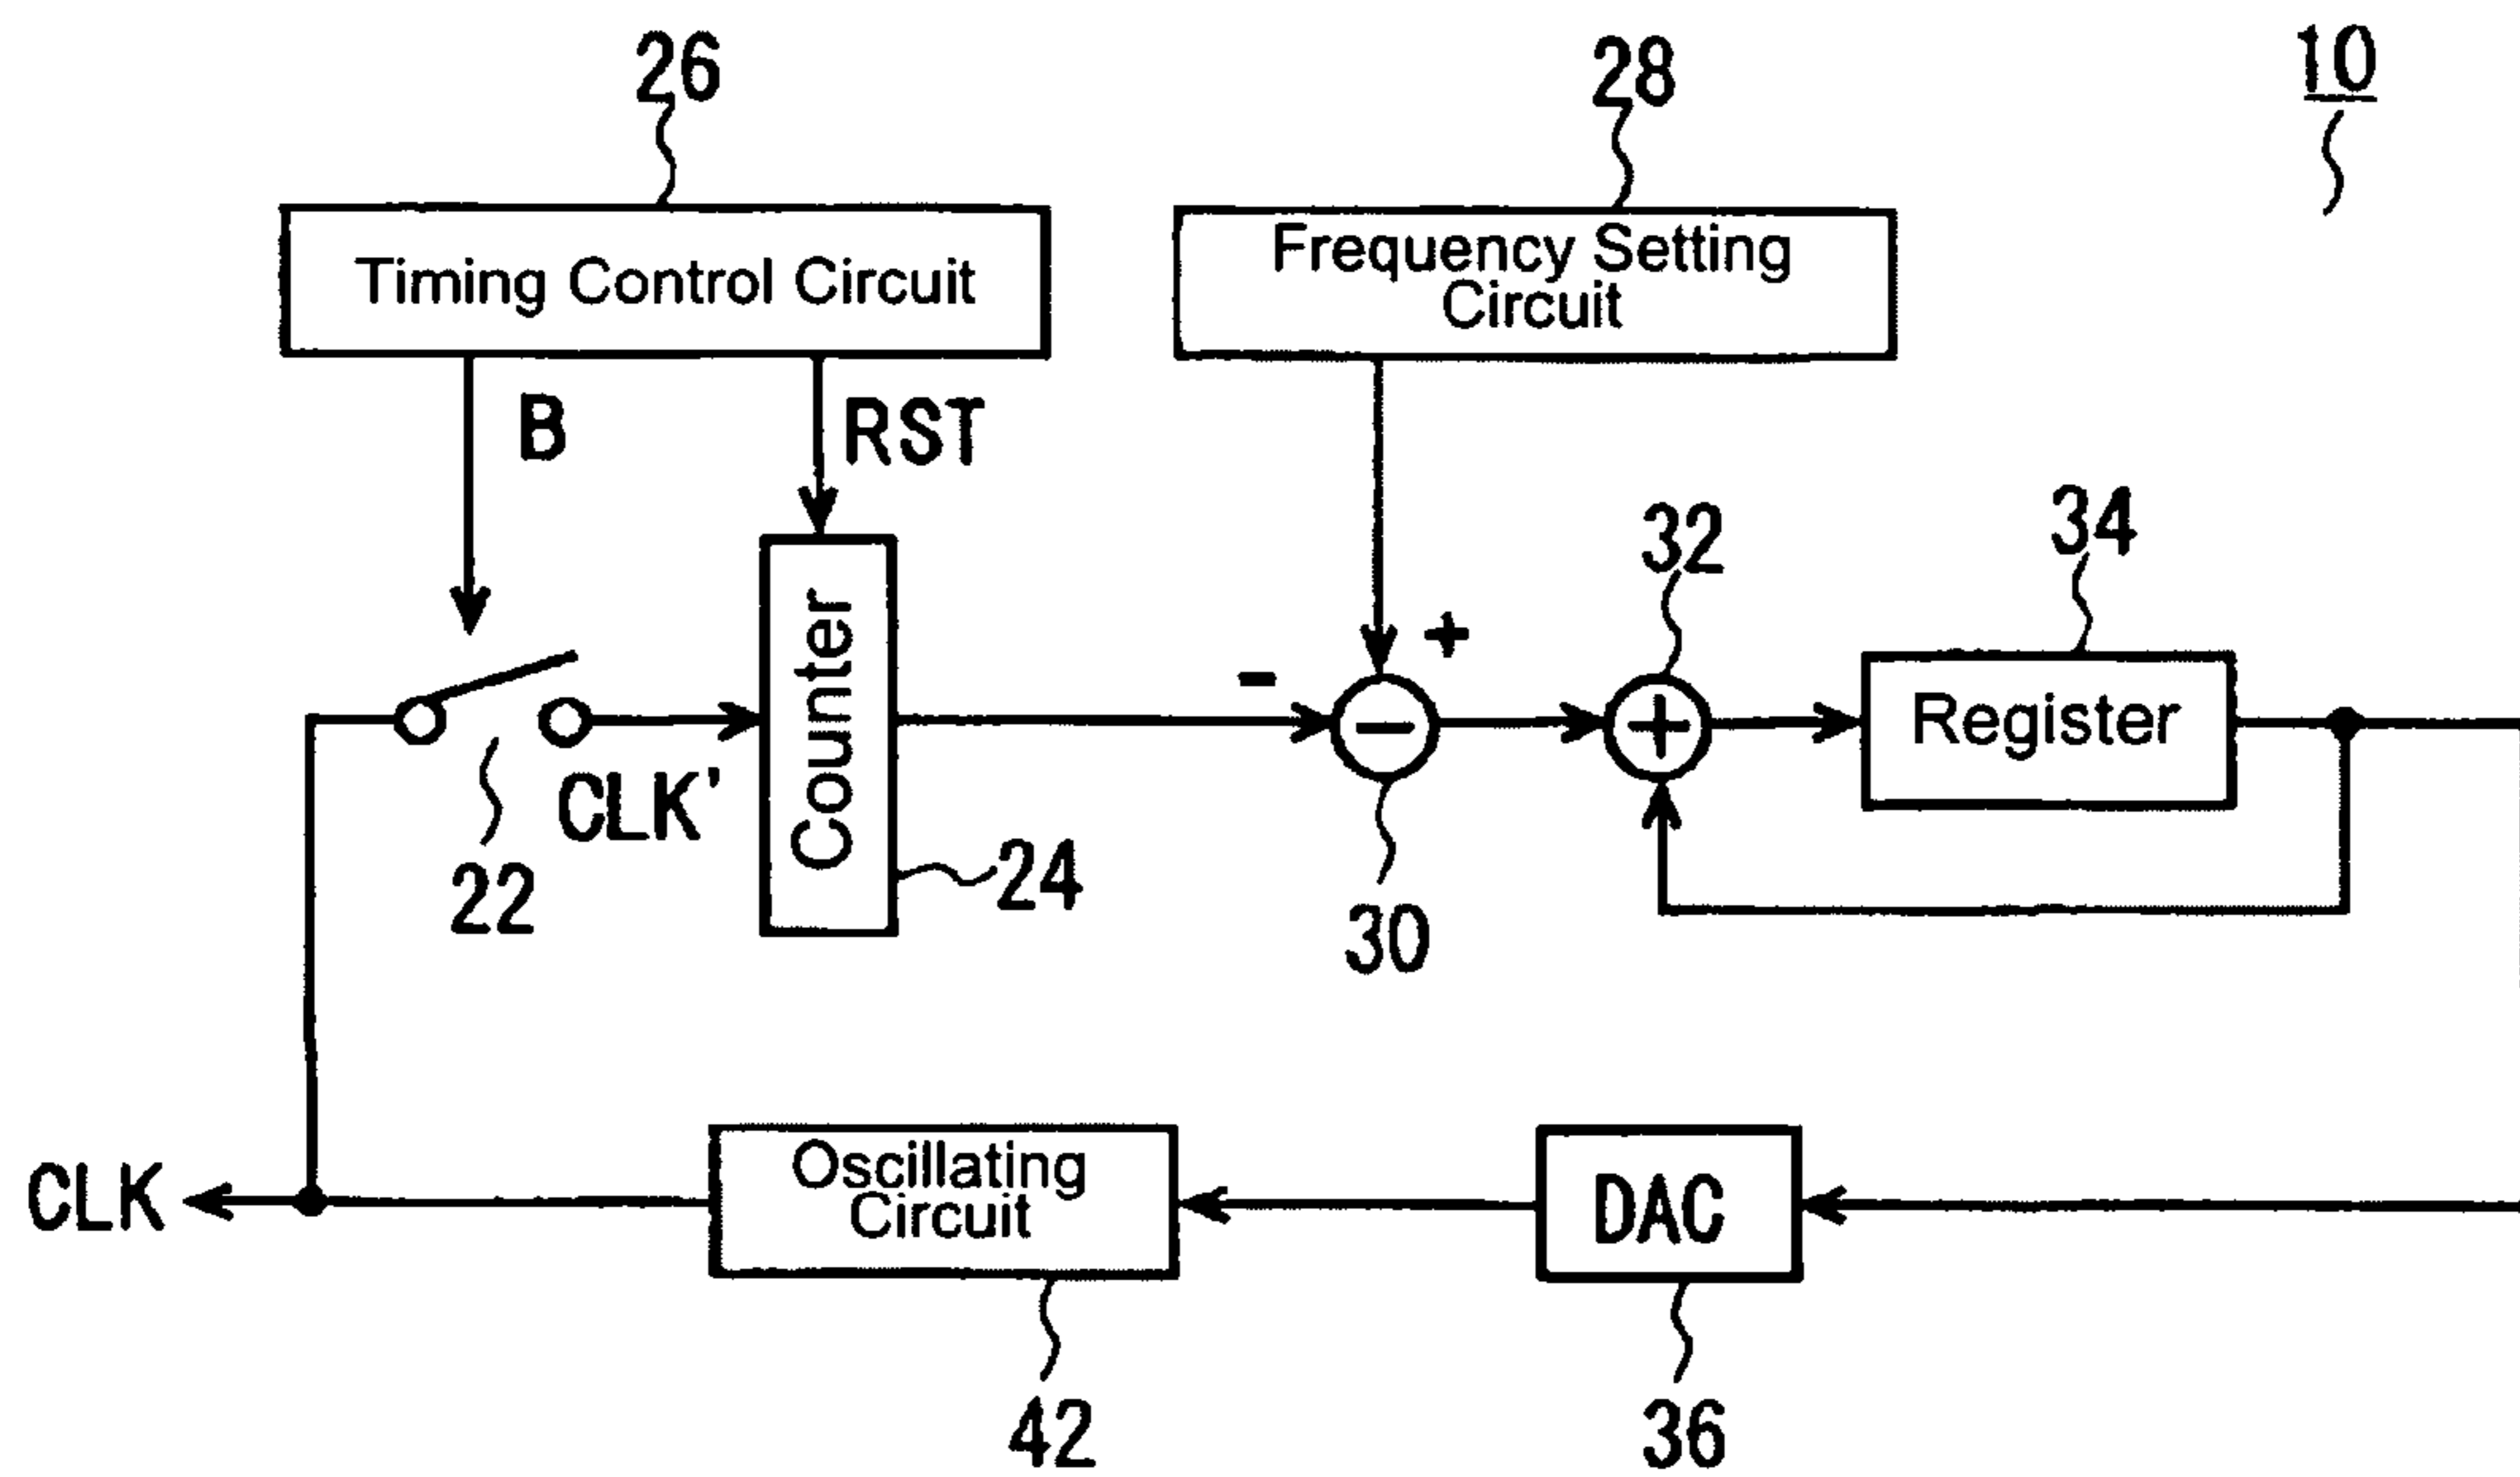 26
28
10
Timing Control Circuit
Frequency Setting
Circuit
B
RST
32
34
+
-
Counter
-
+
Register
CLK'
22
24
30
CLK
Oscillating
Circuit
DAC
42
36